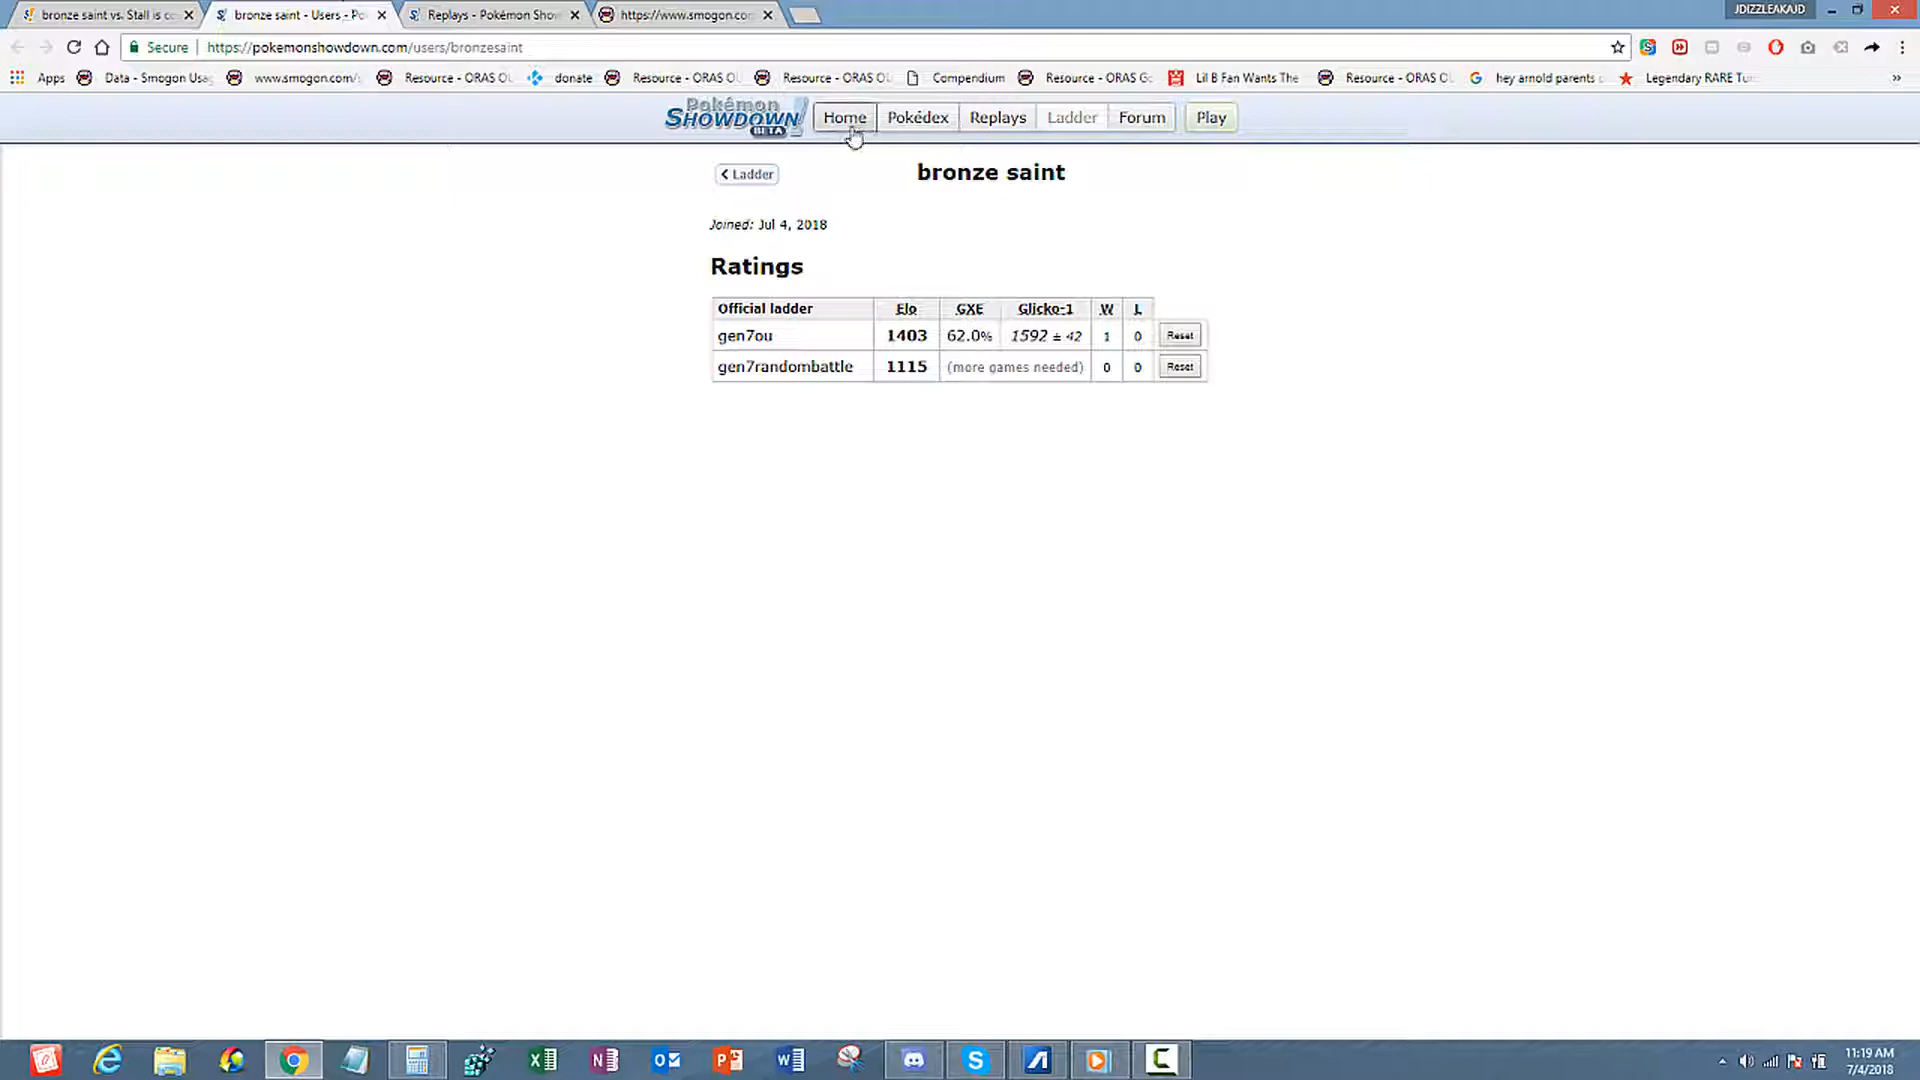 bronze saint vs. Stall is c
bronze saint - Users - Po
Replays - Pokémon Show
https://www.smogon.com
JDIZZLEAKAJD
Secure
https://pokemonshowdown.com/users/bronzesaint
Apps
Data - Smogon Usag
www.smogon.com/s
Resource - ORAS OU
donate
Resource - ORAS OU
Resource - ORAS OU
Compendium
Resource - ORAS Ge
Lil B Fan Wants The
Resource - ORAS OU
hey arnold parents
Legendary RARE Tu
»
Pokémon
SHOWDOWN!
BETA
Home
Pokédex
Replays
Ladder
Forum
Play
Ladder
bronze saint
Joined: Jul 4, 2018
Ratings
Official ladder Elo GXE Glicko-1 W L
gen7ou 1403 62.0% 1592 ± 42 1 0 Reset
gen7randombattle 1115 (more games needed) 0 0 Reset
11:19 AM
7/4/2018